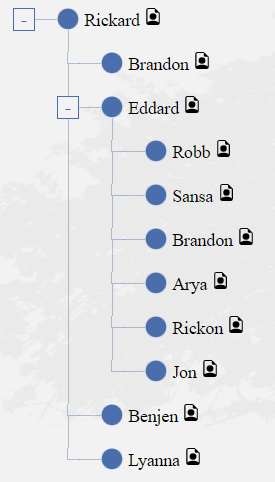 Rickard
Brandon
Eddard
Robb
Sansa
Brandon
Arya
Rickon
Jon
Benjen
Lyanna